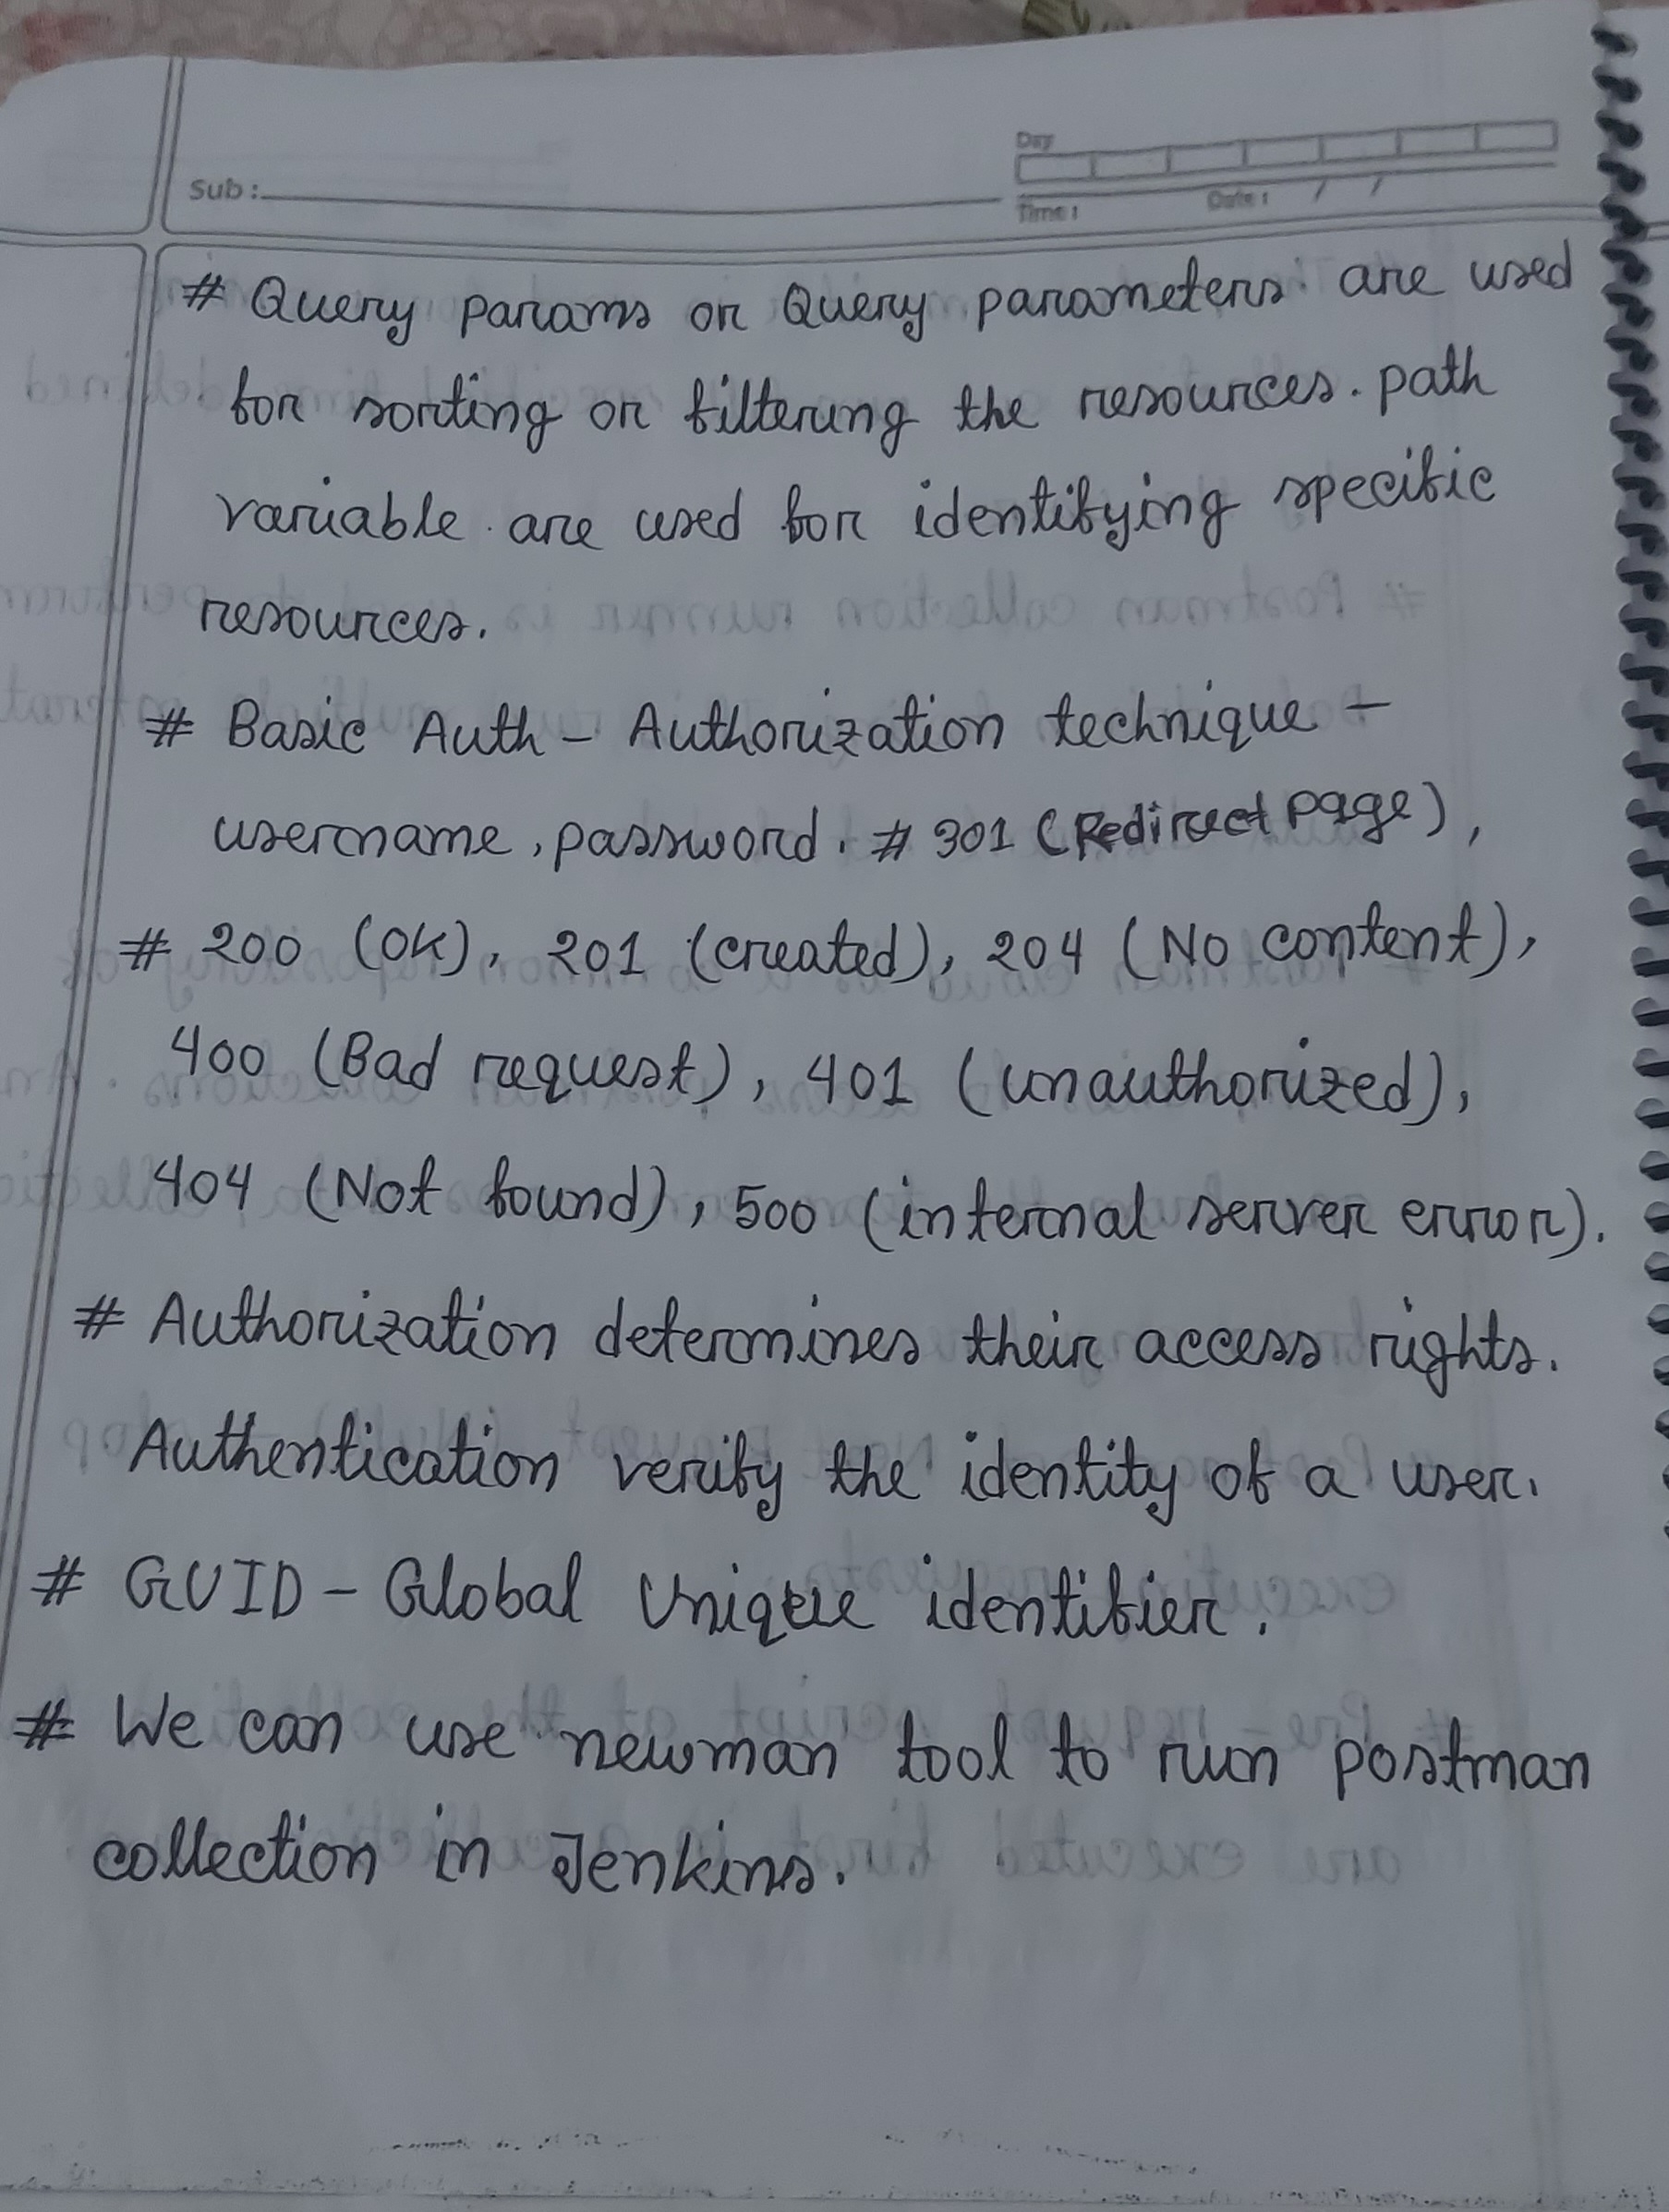 Day
Sub :
Time :
Date : / /
# Query params or Query parameters are used
for sorting or filtering the resources. path
variable are used for identifying specific
resources.
# Basic Auth - Authorization technique -
username, password. # 301 (Redirect page),
# 200 (OK), 201 (created), 204 (No content),
400 (Bad request), 401 (unauthorized),
404 (Not found), 500 (internal server error).
# Authorization determines their access rights.
Authentication verify the identity of a user.
# GUID - Global Unique identifier.
# We can use newman tool to run postman
collection in Jenkins.